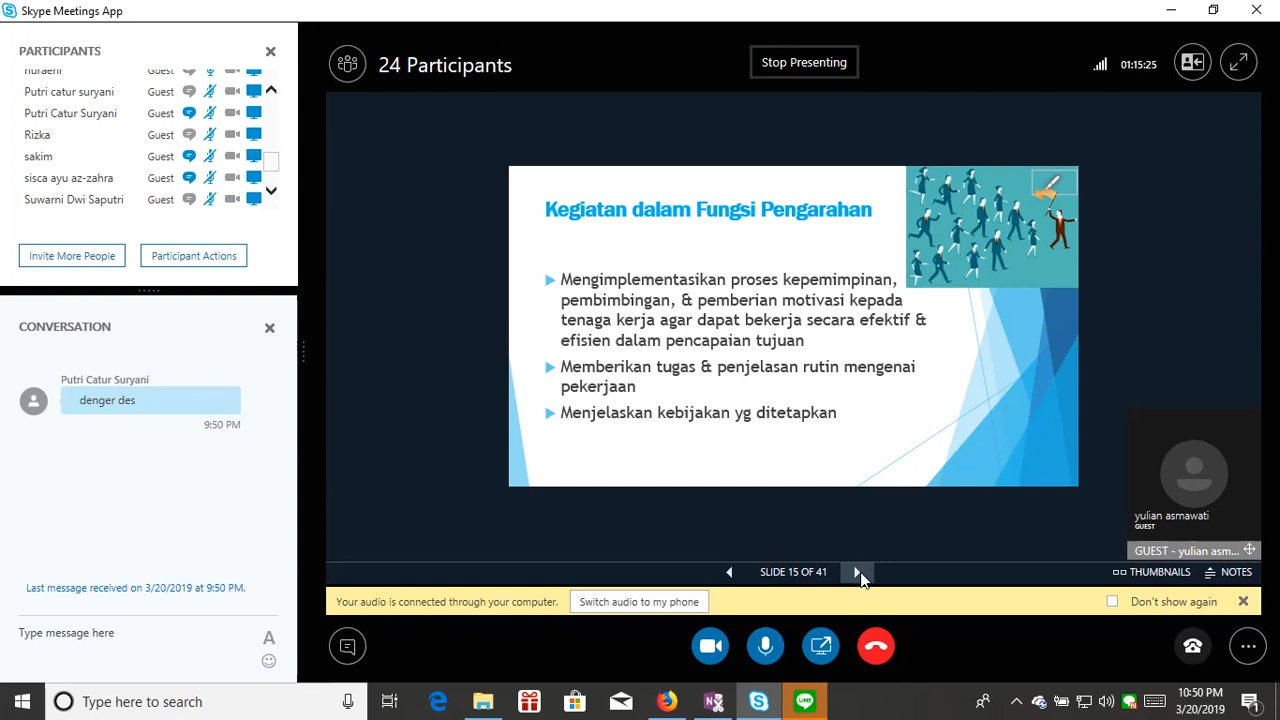 Skype Meetings App
PARTICIPANTS
nuraeni Guest
Putri catur suryani Guest
Putri Catur Suryani Guest
Rizka Guest
sakim Guest
sisca ayu az-zahra Guest
Suwarni Dwi Saputri Guest
Invite More People Participant Actions
CONVERSATION
Putri Catur Suryani
denger des
9:50 PM
Last message received on 3/20/2019 at 9:50 PM.
Type message here
A
24 Participants
Stop Presenting
01:15:25
Kegiatan dalam Fungsi Pengarahan
Mengimplementasikan proses kepemimpinan,
pembimbingan, & pemberian motivasi kepada
tenaga kerja agar dapat bekerja secara efektif &
efisien dalam pencapaian tujuan
Memberikan tugas & penjelasan rutin mengenai
pekerjaan
Menjelaskan kebijakan yg ditetapkan
yulian asmawati
GUEST
GUEST - yulian asm...
SLIDE 15 OF 41
THUMBNAILS
NOTES
Your audio is connected through your computer. Switch audio to my phone
Don't show again
Type here to search
10:50 PM
3/20/2019
1